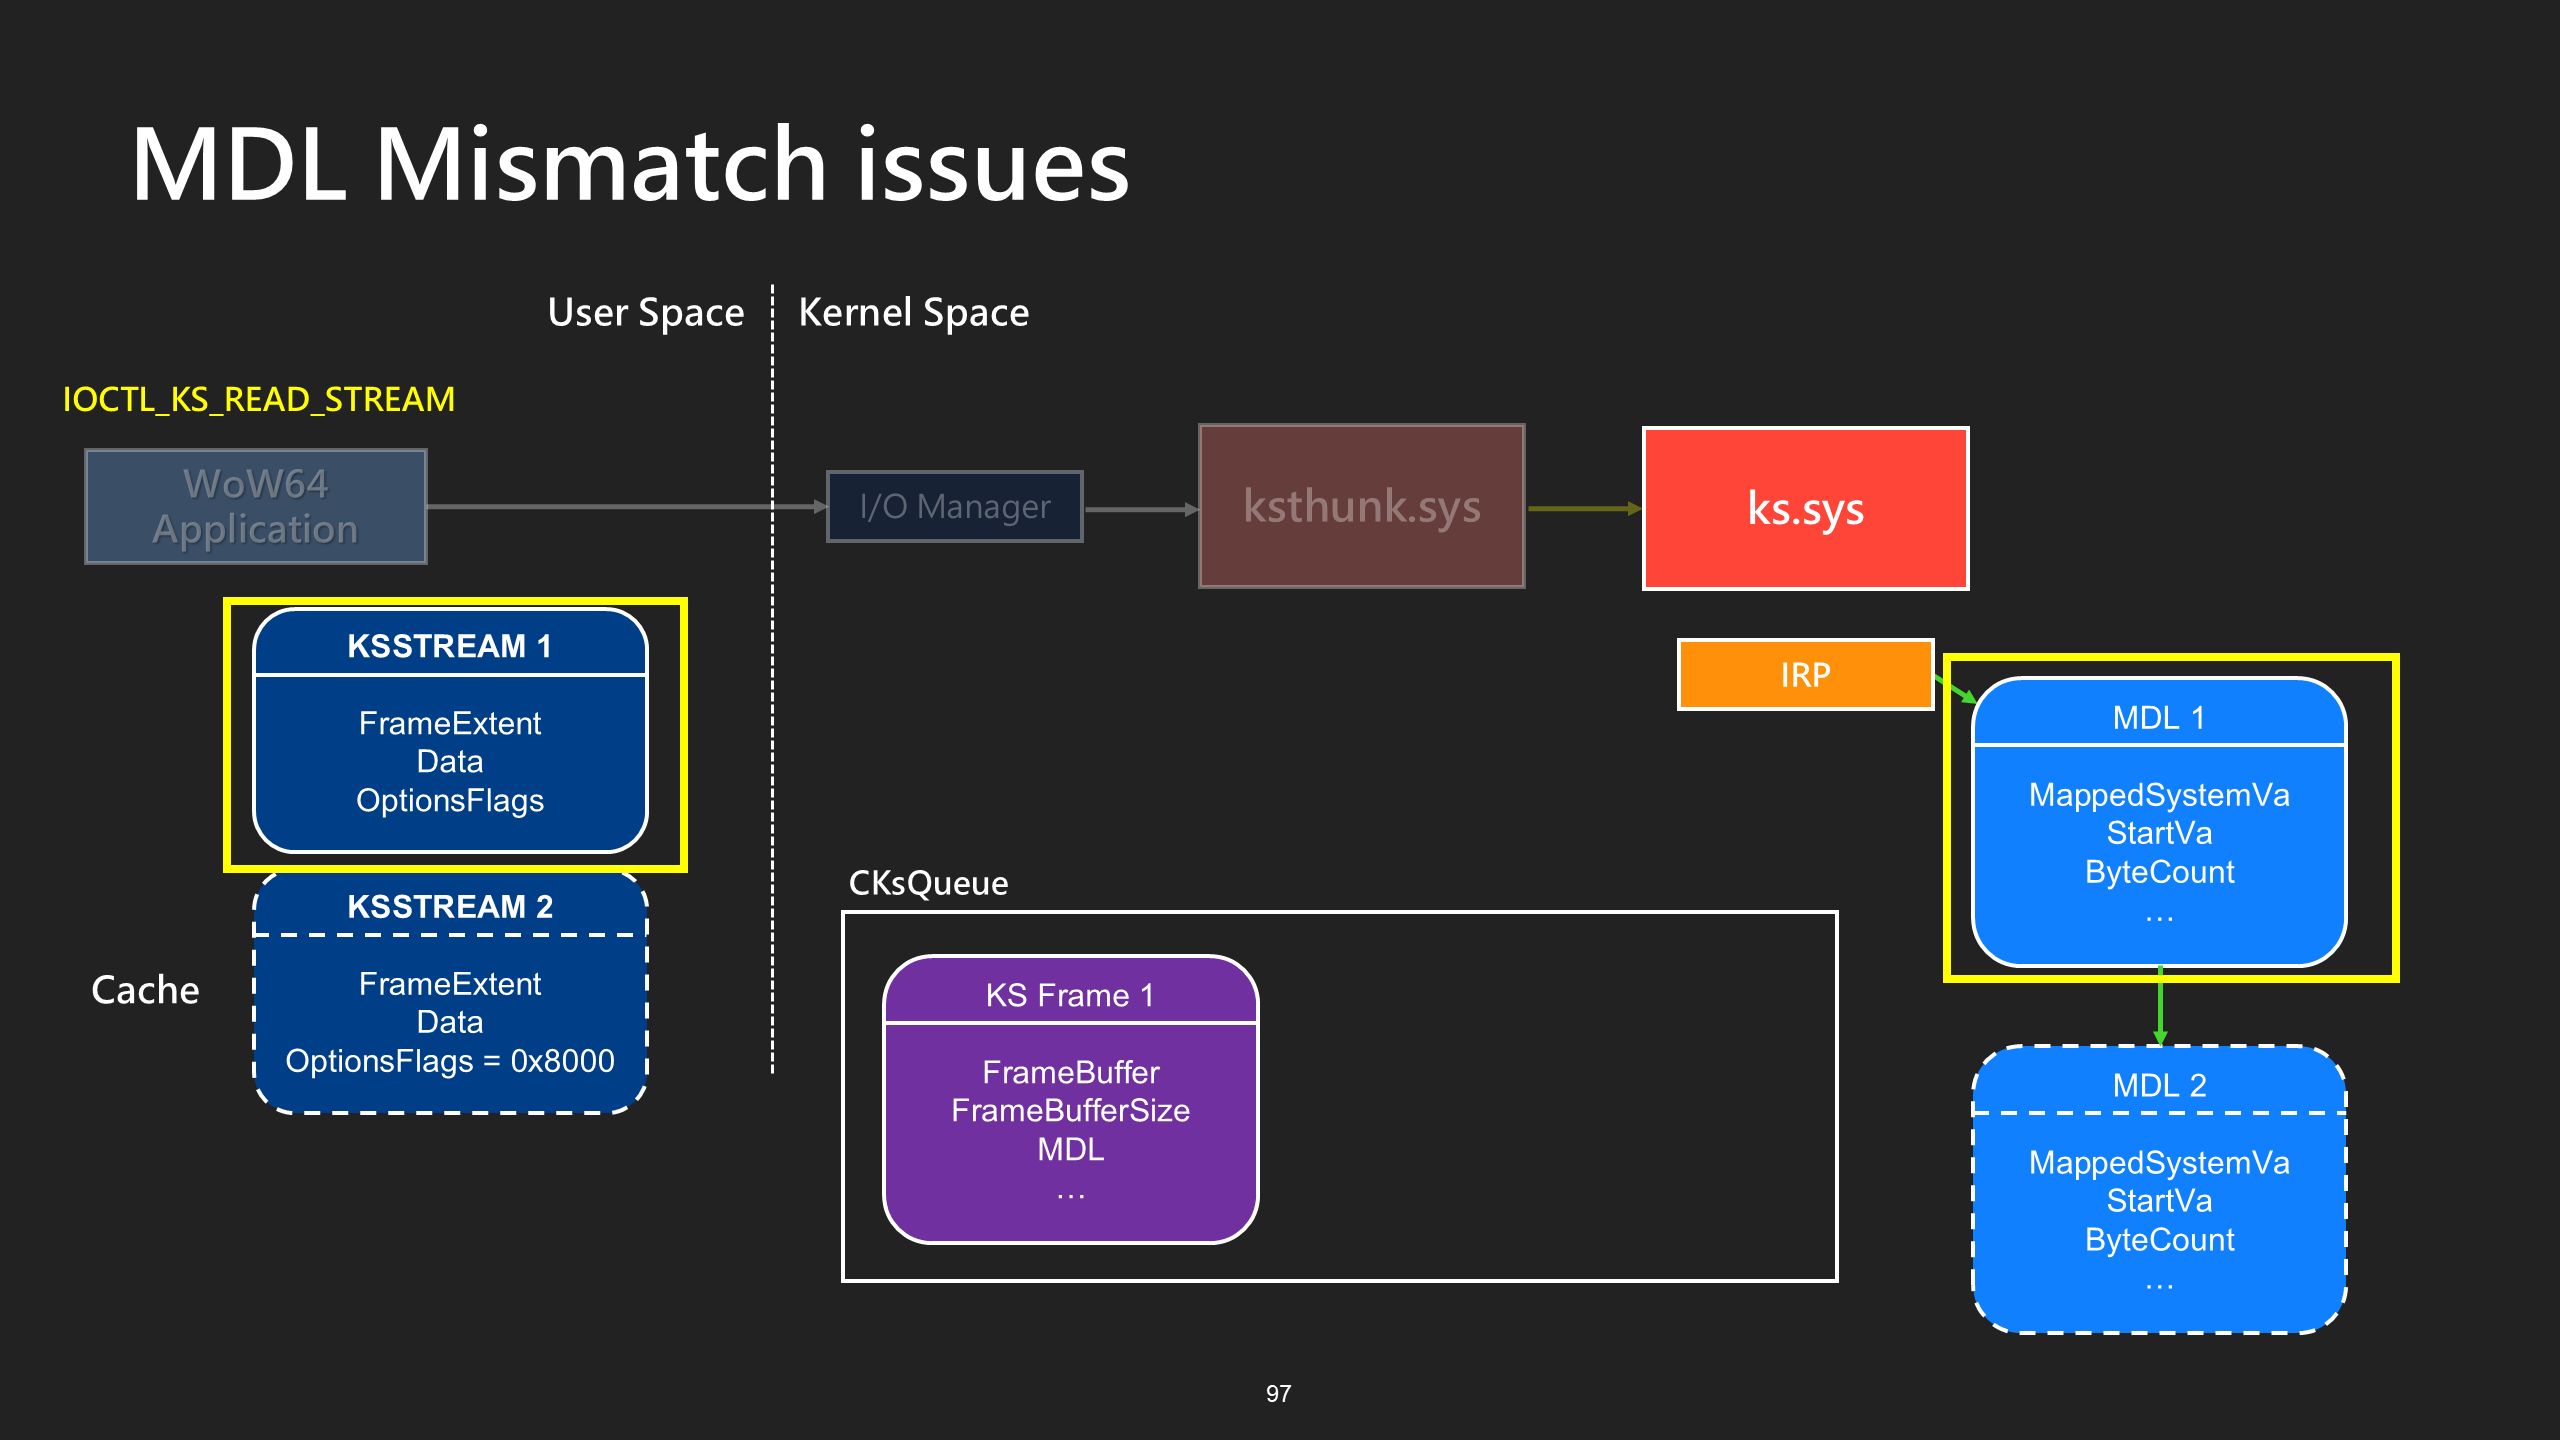 MDL Mismatch issues
User Space
Kernel Space
IOCTL_KS_READ_STREAM
WoW64
Application
I/O Manager
ksthunk.sys
ks.sys
KSSTREAM 1
FrameExtent
Data
OptionsFlags
IRP
MDL 1
MappedSystemVa
StartVa
ByteCount
...
Cache
KSSTREAM 2
FrameExtent
Data
OptionsFlags = 0x8000
CKsQueue
KS Frame 1
FrameBuffer
FrameBufferSize
MDL
...
MDL 2
MappedSystemVa
StartVa
ByteCount
...
97